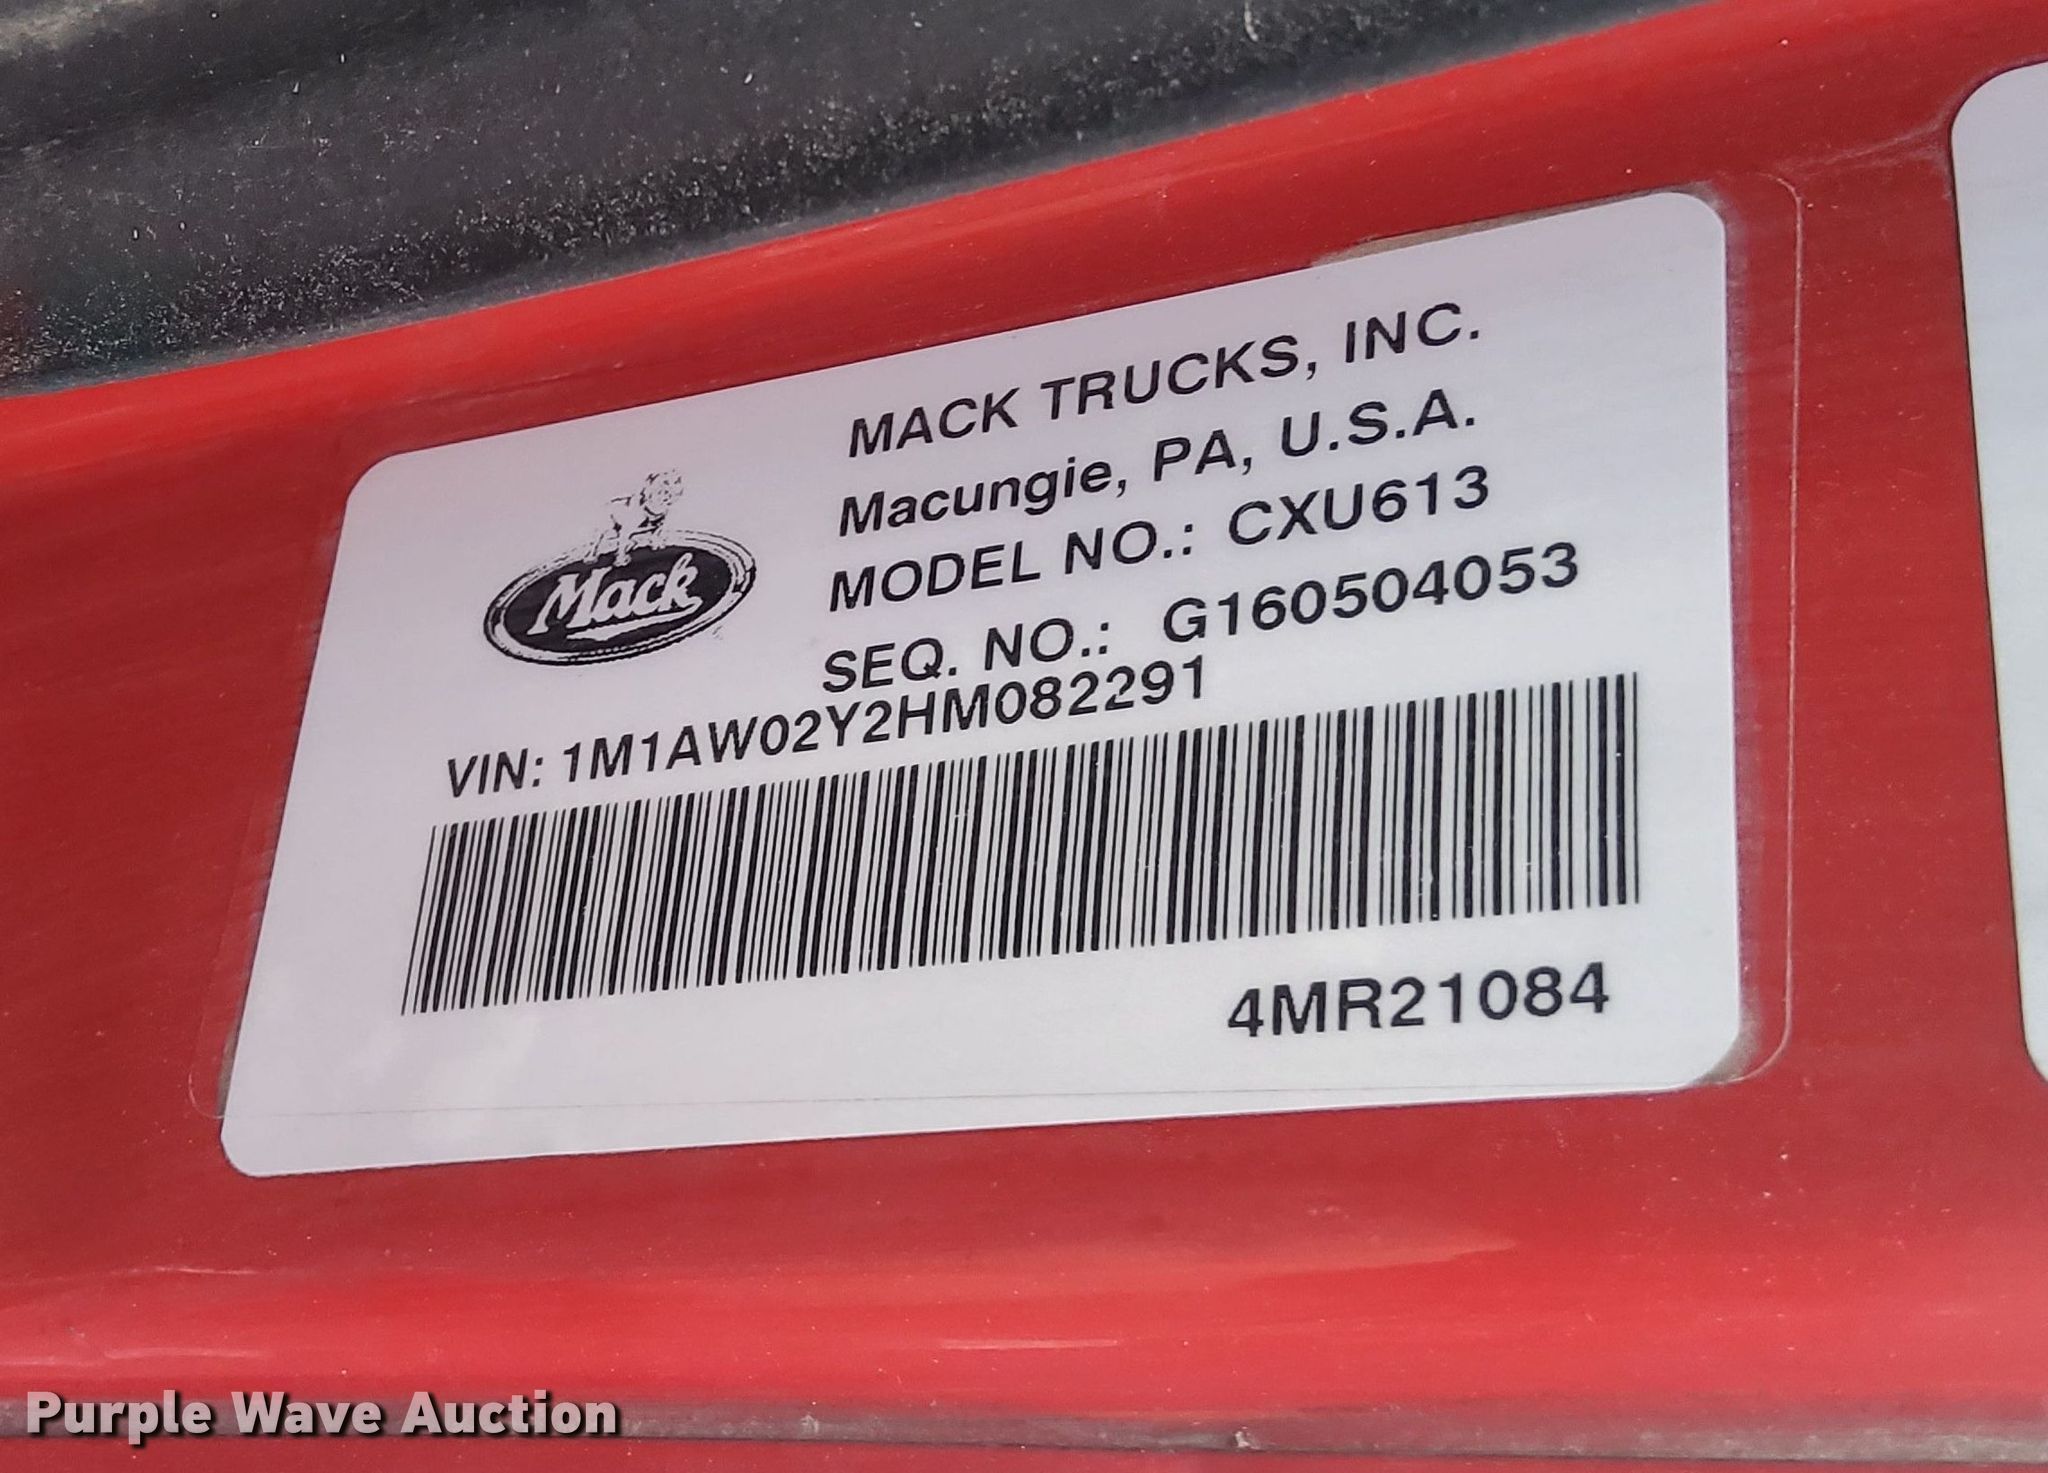 MACK TRUCKS, INC.
Macungie, PA, U.S.A.
MODEL NO.: CXU613
SEQ. NO.: G160504053
Mack
VIN: 1M1AW02Y2HM082291
4MR21084
Purple Wave Auction